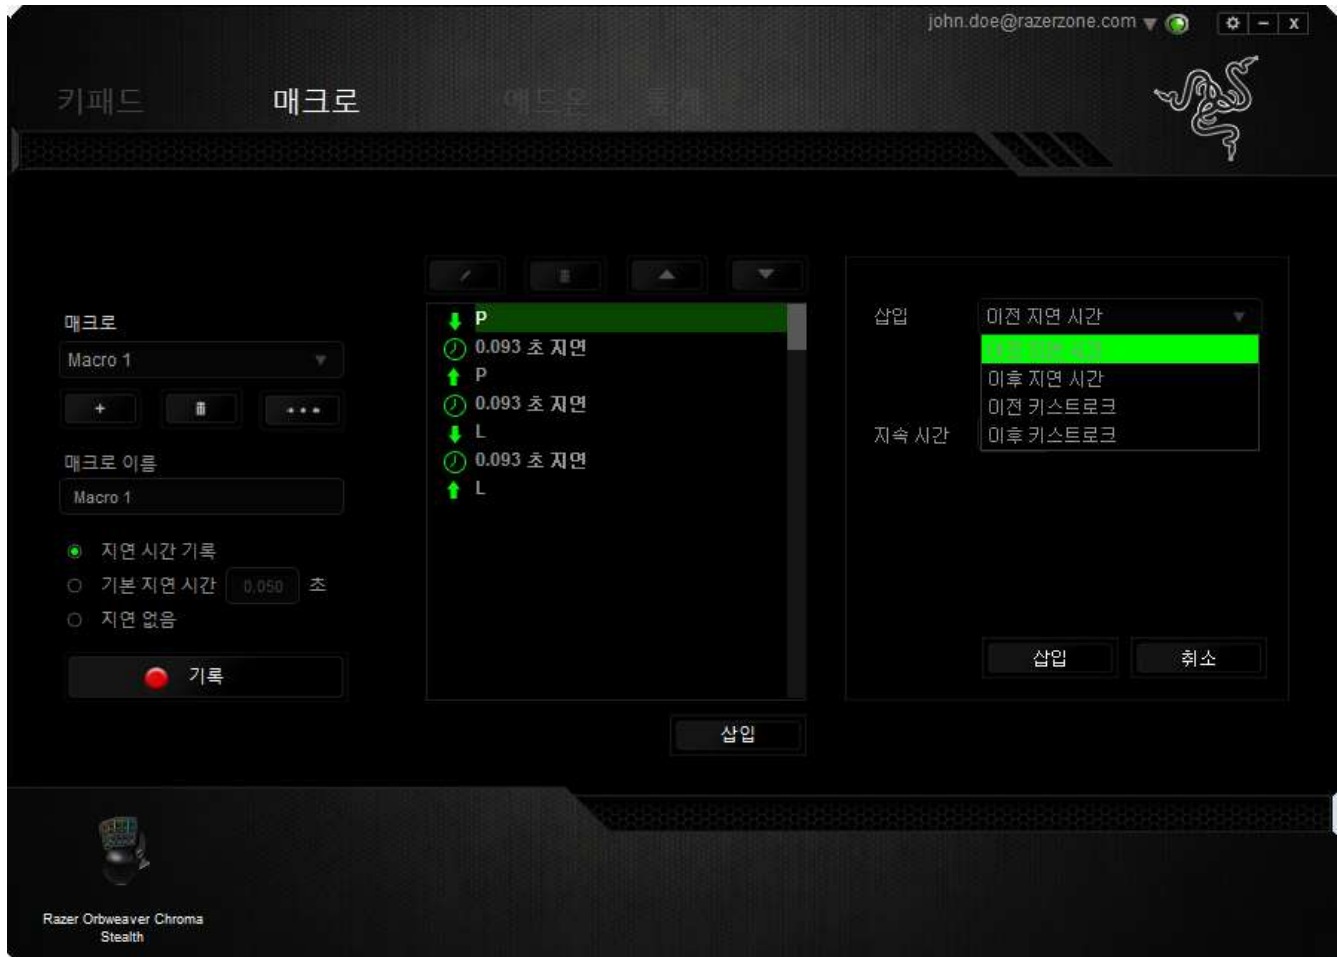 john.doe@razerzone.com
키패드 매크로 애드온 통계
매크로
Macro 1
매크로 이름
Macro 1
지연 시간 기록
기본 지연 시간 0.050 초
지연 없음
기록
P
0.093 초 지연
P
0.093 초 지연
L
0.093 초 지연
L
삽입
삽입 이전 지연 시간
이후 지연 시간
이전 키스트로크
지속 시간 이후 키스트로크
삽입 취소
Razer Orbweaver Chroma
Stealth